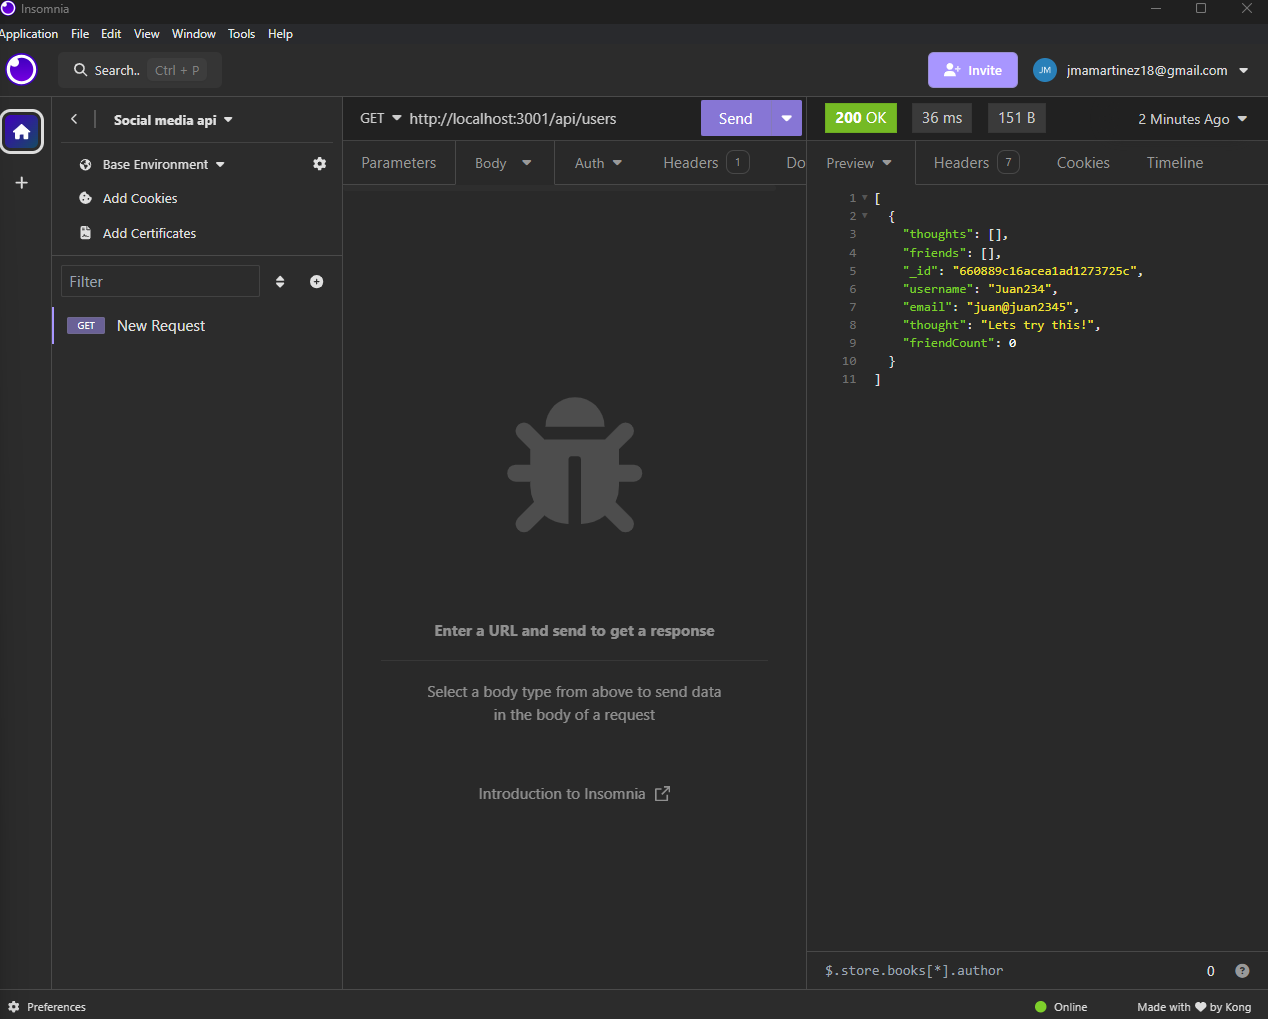 Insomnia
Application File Edit View Window Tools Help
Search.. Ctrl + P
Invite
JM
jmamartinez18@gmail.com
Social media api
Base Environment
Add Cookies
Add Certificates
Filter
GET New Request
GET http://localhost:3001/api/users
Send
Parameters Body Auth Headers 1 Do
Enter a URL and send to get a response
Select a body type from above to send data
in the body of a request
Introduction to Insomnia
200 OK 36 ms 151 B 2 Minutes Ago
Preview Headers 7 Cookies Timeline
1 [
2 {
3 "thoughts": [],
4 "friends": [],
5 "_id": "660889c16acea1ad1273725c",
6 "username": "Juan234",
7 "email": "juan@juan2345",
8 "thought": "Lets try this!",
9 "friendCount": 0
10 }
11 ]
$.store.books[*].author 0 ?
Preferences
Online
Made with ♥ by Kong